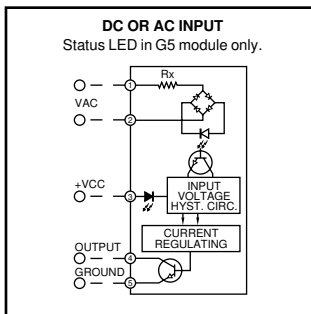 DC OR AC INPUT
Status LED in G5 module only.
Rx
1
VAC
2
+VCC
3
INPUT
VOLTAGE
HYST. CIRC.
CURRENT
REGULATING
OUTPUT
4
GROUND
5